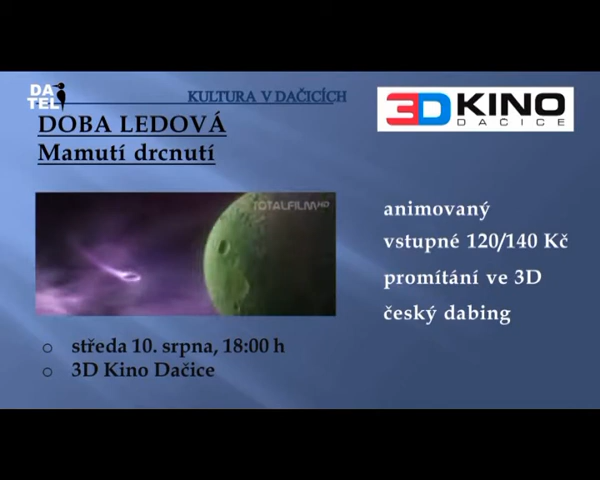 DA
TEL
KULTURA V DAČICÍCH
DOBA LEDOVÁ
Mamutí drcnutí
3D KINO
DAČICE
TOTALFILM HD
animovaný
vstupné 120/140 Kč
promítání ve 3D
český dabing
středa 10. srpna, 18:00 h
3D Kino Dačice